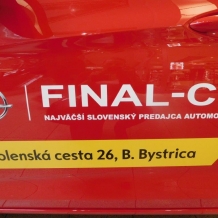 FINAL-C
NAJVÄČŠÍ SLOVENSKÝ PREDAJCA AUTOMO
olenská cesta 26, B. Bystrica